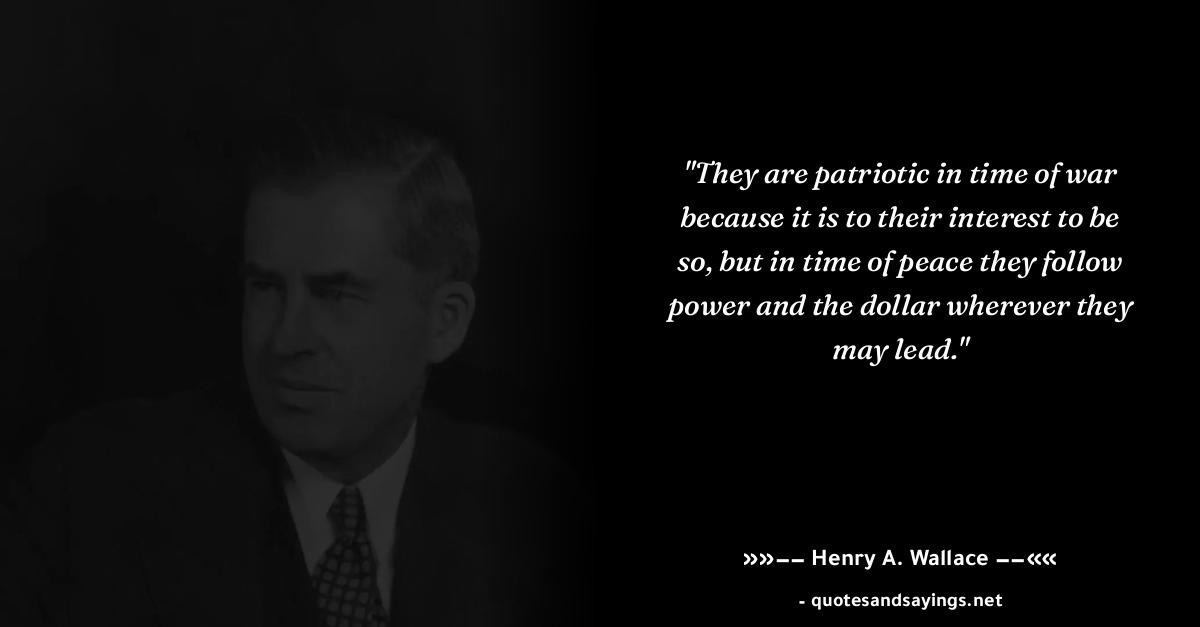 "They are patriotic in time of war
because it is to their interest to be
so, but in time of peace they follow
power and the dollar wherever they
may lead."
»»−− Henry A. Wallace −−««
- quotesandsayings.net